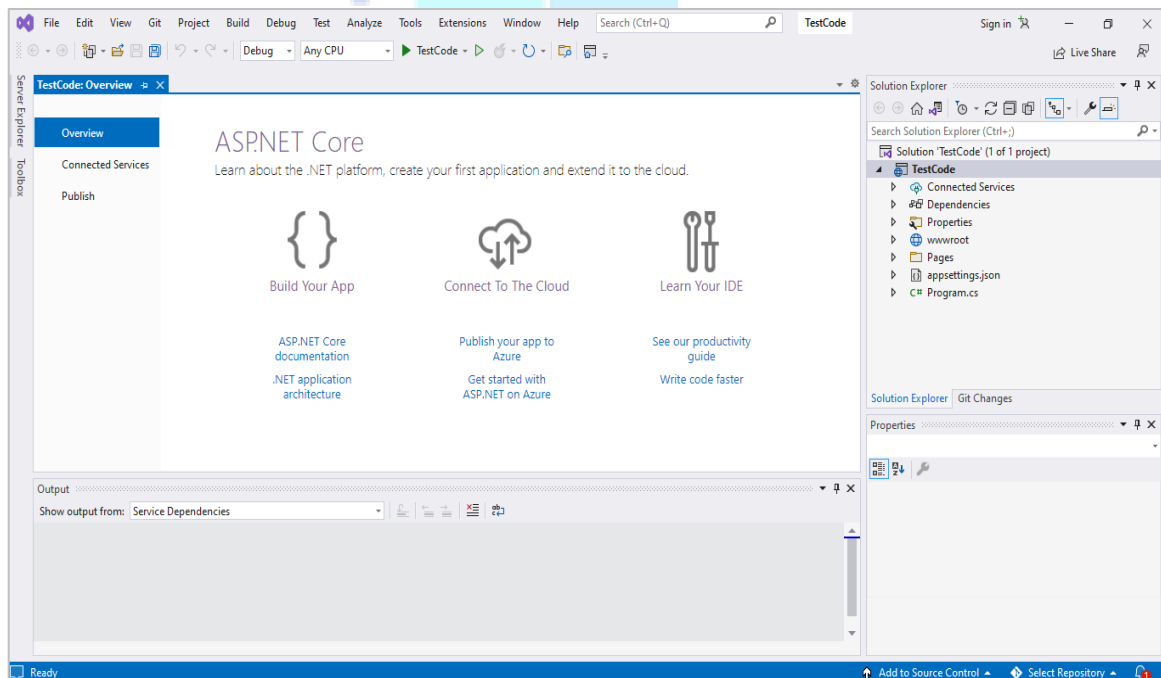 File Edit View Git Project Build Debug Test Analyze Tools Extensions Window Help Search (Ctrl+Q) TestCode Sign in
Debug Any CPU TestCode Live Share
Server Explorer
Toolbox
TestCode: Overview
Overview
Connected Services
Publish
ASP.NET Core
Learn about the .NET platform, create your first application and extend it to the cloud.
Build Your App
ASP.NET Core
documentation
.NET application
architecture
Connect To The Cloud
Publish your app to
Azure
Get started with
ASP.NET on Azure
Learn Your IDE
See our productivity
guide
Write code faster
Output
Show output from: Service Dependencies
Solution Explorer
Search Solution Explorer (Ctrl+;)
Solution 'TestCode' (1 of 1 project)
TestCode
Connected Services
Dependencies
Properties
wwwroot
Pages
appsettings.json
C# Program.cs
Solution Explorer Git Changes
Properties
Ready Add to Source Control Select Repository 1